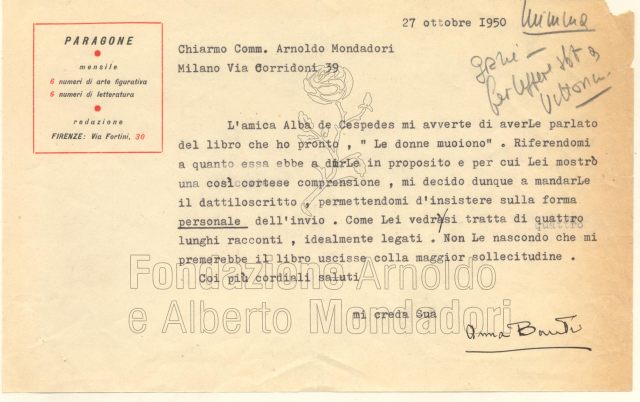 PARAGONE
mensile
6 numeri di arte figurativa
6 numeri di letteratura
redazione
FIRENZE: Via Fortini, 30
27 ottobre 1950
Mimma
Chiarmo Comm. Arnoldo Mondadori
Milano Via Corridoni 39
L'amica Alba de Cespedes mi avverte di averLe parlato
del libro che ho pronto , " Le donne muoiono" . Riferendomi
a quanto essa ebbe a dirLe in proposito e per cui Lei mostrò
una così cortese comprensione , mi decido dunque a mandarLe
il dattiloscritto , permettendomi d'insistere sulla forma
personale dell'invio . Come Lei vedrà si tratta di quattro
lunghi racconti , idealmente legati . Non Le nascondo che mi
premerebbe il libro uscisse colla maggior sollecitudine .
Coi più cordiali saluti
mi creda Sua
Anna Banti
Fondazione Arnoldo
e Alberto Mondadori